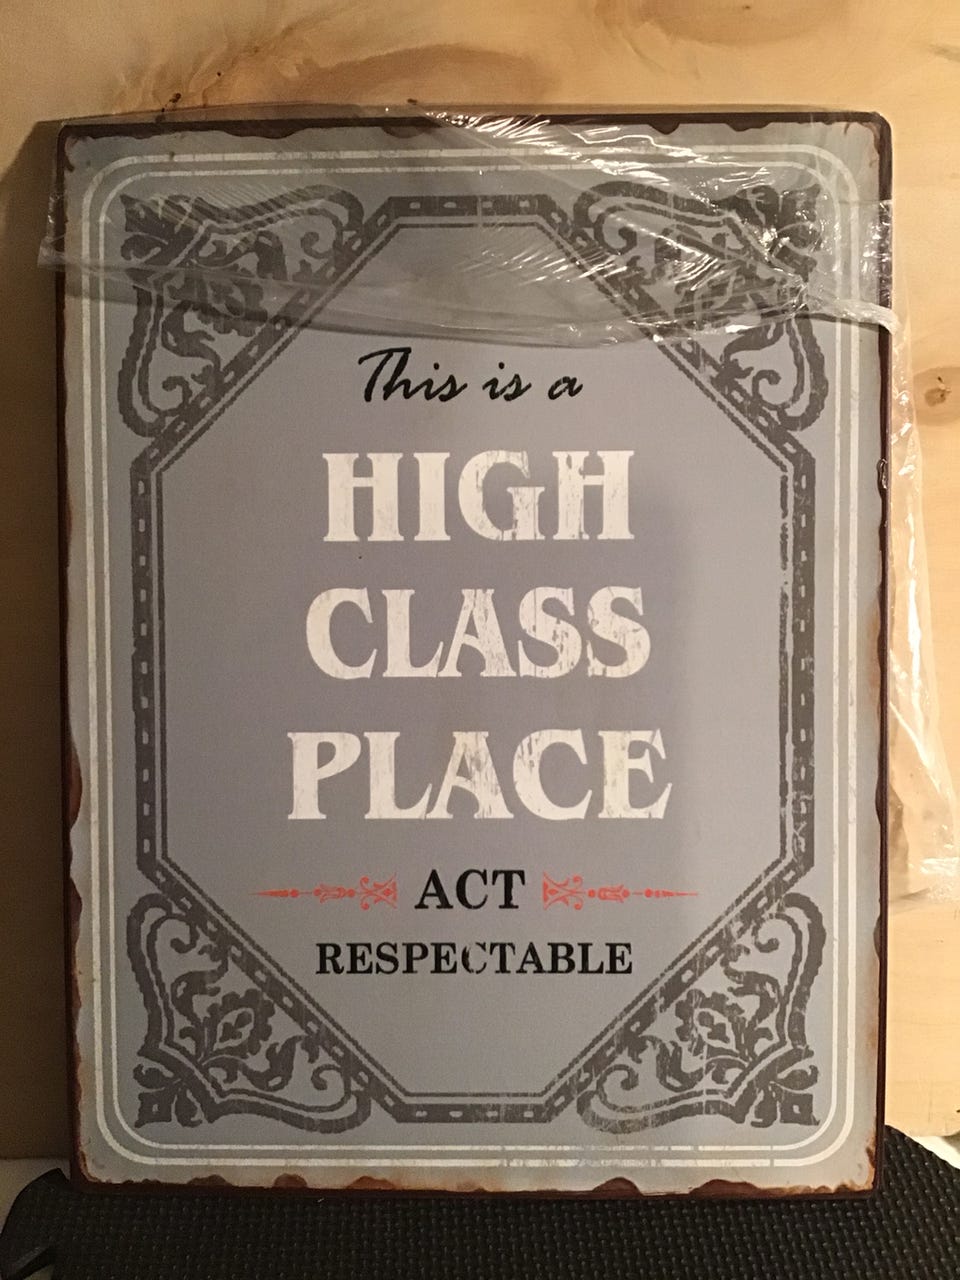 This is a
HIGH
CLASS
PLACE
ACT
RESPECTABLE